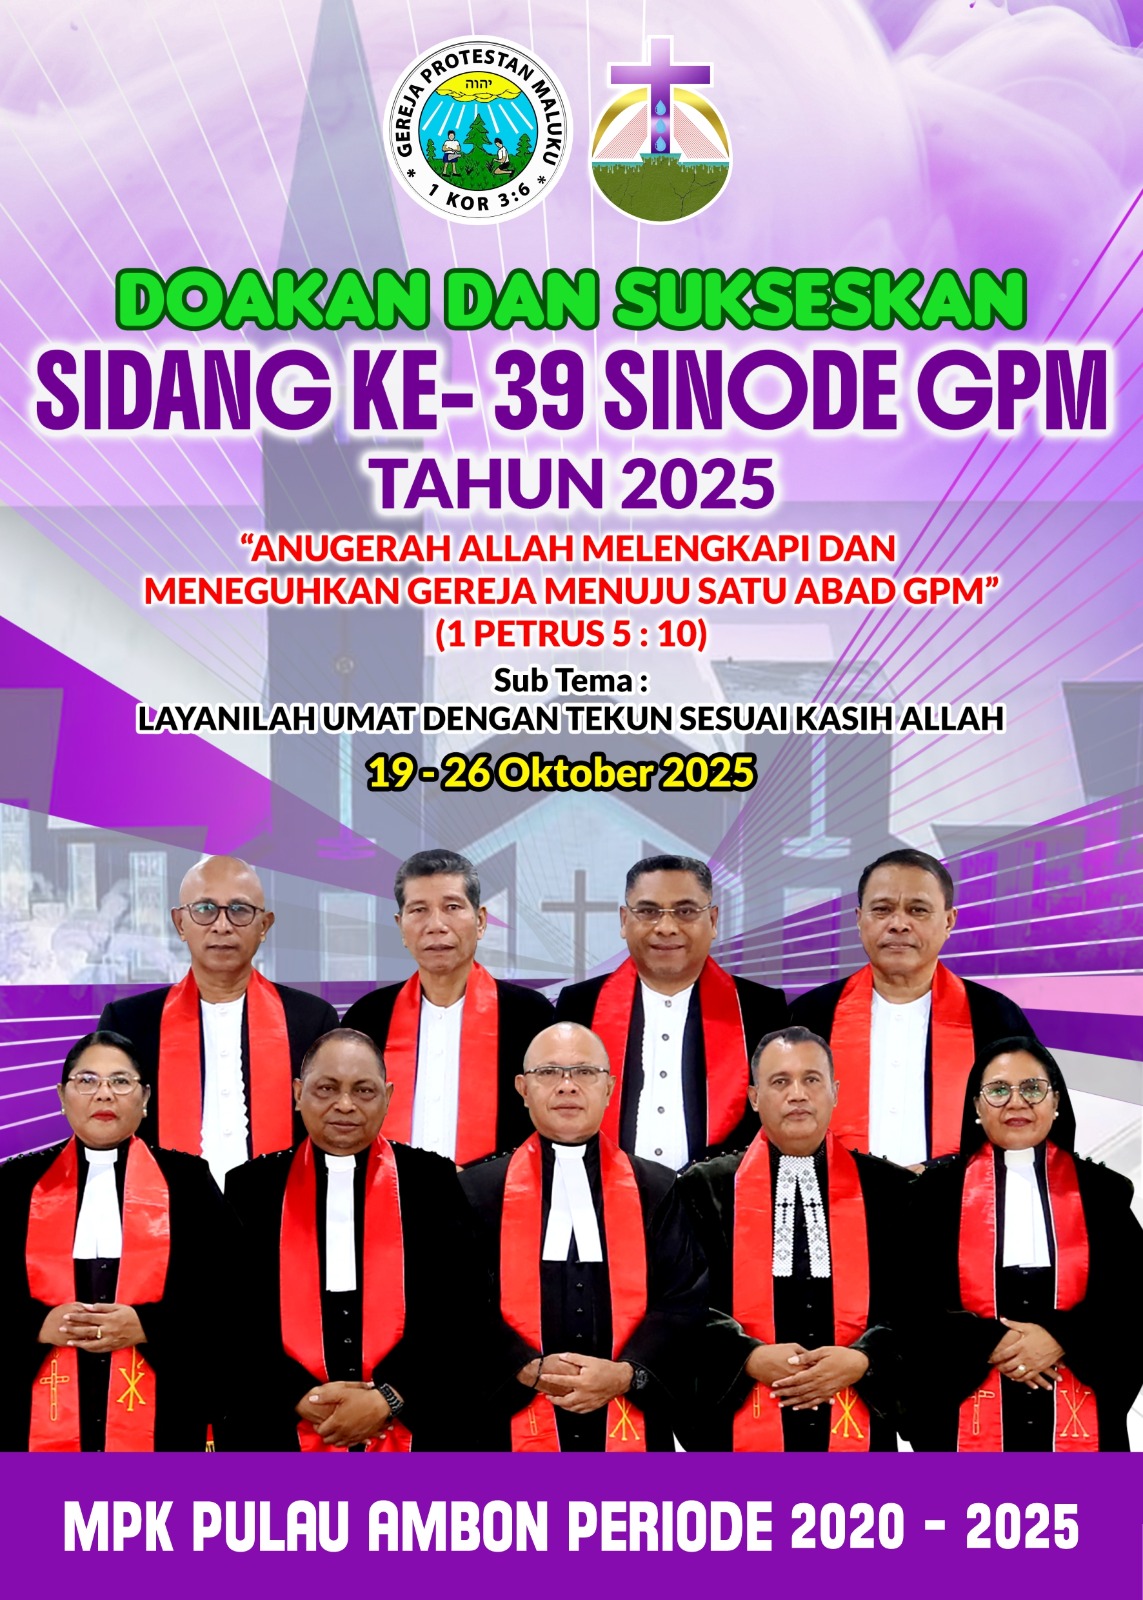 GEREJA PROTESTAN MALUKU
יהוה
* 1 KOR 3:6 *
DOAKAN DAN SUKSESKAN
SIDANG KE- 39 SINODE GPM
TAHUN 2025
“ANUGERAH ALLAH MELENGKAPI DAN
MENEGUHKAN GEREJA MENUJU SATU ABAD GPM”
(1 PETRUS 5 : 10)
Sub Tema :
LAYANILAH UMAT DENGAN TEKUN SESUAI KASIH ALLAH
19 - 26 Oktober 2025
MPK PULAU AMBON PERIODE 2020 - 2025